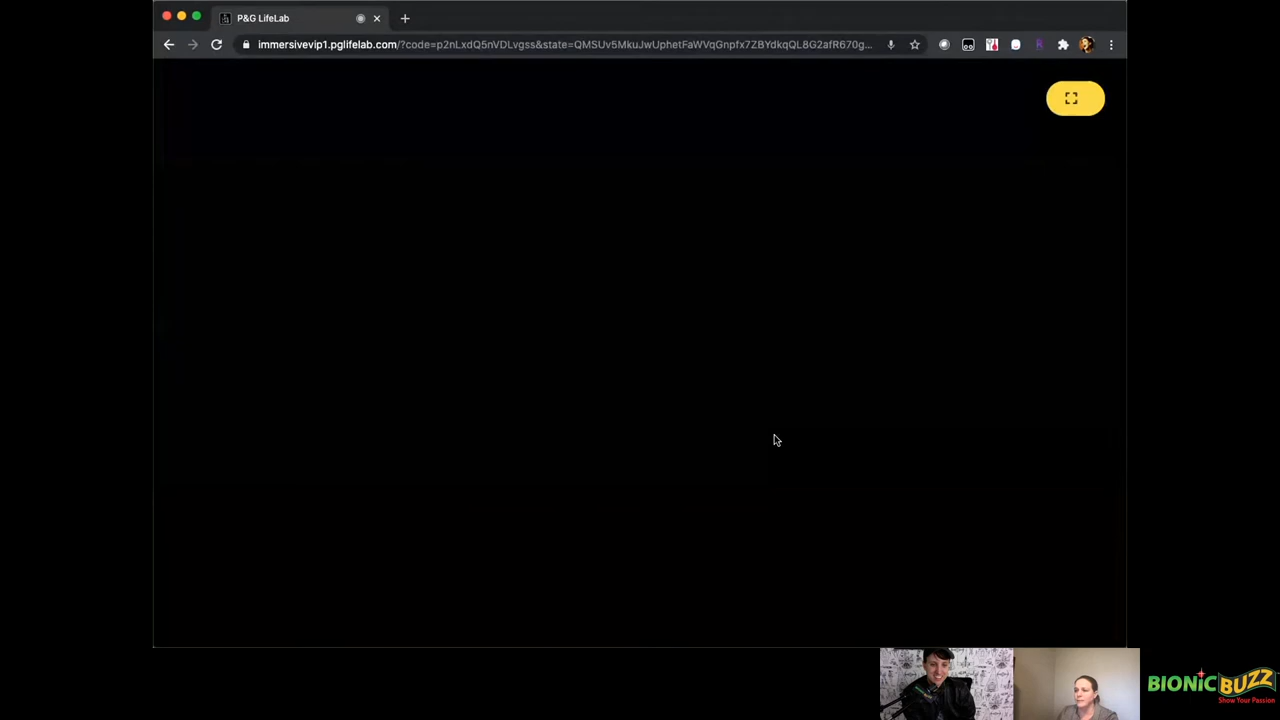 P&G LifeLab
immersivevip1.pglifelab.com/?code=p2nLxdQ5nVDLvgss&state=QMSUv5MkuJwUphetFaWVqGnpfx7ZBYdkqQL8G2afR670g...
BIONIC BUZZ
Show Your Passion